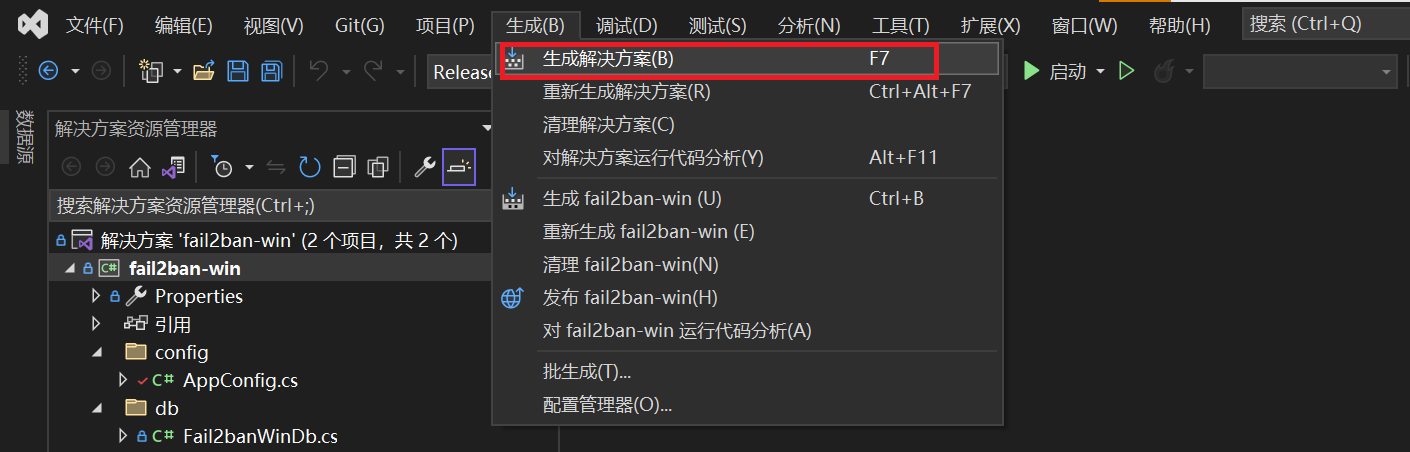 文件(F) 编辑(E) 视图(V) Git(G) 项目(P) 生成(B) 调试(D) 测试(S) 分析(N) 工具(T) 扩展(X) 窗口(W) 帮助(H) 搜索 (Ctrl+Q)
Release
启动
生成解决方案(B) F7
重新生成解决方案(R) Ctrl+Alt+F7
清理解决方案(C)
对解决方案运行代码分析(Y) Alt+F11
生成 fail2ban-win (U) Ctrl+B
重新生成 fail2ban-win (E)
清理 fail2ban-win(N)
发布 fail2ban-win(H)
对 fail2ban-win 运行代码分析(A)
批生成(T)...
配置管理器(O)...
数据源
解决方案资源管理器
搜索解决方案资源管理器(Ctrl+;)
解决方案 'fail2ban-win' (2 个项目，共 2 个)
C# fail2ban-win
Properties
引用
config
C# AppConfig.cs
db
C# Fail2banWinDb.cs